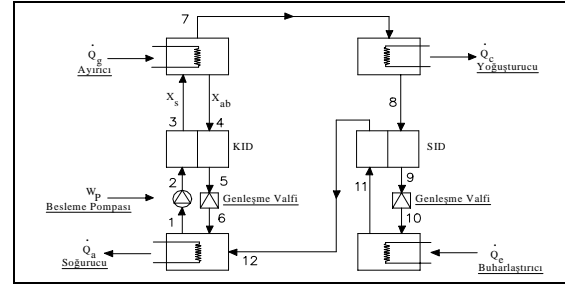 7
Q̇g
Ayırıcı
Q̇c
Yoğuşturucu
Xs
Xab
8
3
4
KID
SID
2
5
11
9
Wp
Besleme Pompası
Genleşme Valfi
Genleşme Valfi
1
6
10
Q̇a
Soğurucu
12
Q̇e
Buharlaştırıcı